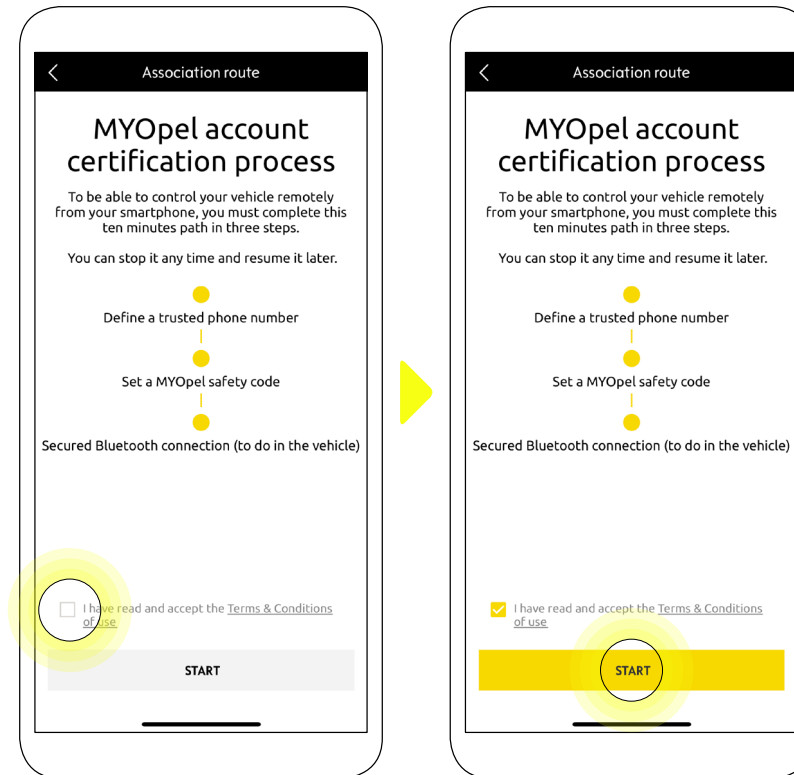 Association route
MYOpel account
certification process
To be able to control your vehicle remotely
from your smartphone, you must complete this
ten minutes path in three steps.
You can stop it any time and resume it later.
Define a trusted phone number
Set a MYOpel safety code
Secured Bluetooth connection (to do in the vehicle)
I have read and accept the Terms & Conditions
of use
START
Association route
MYOpel account
certification process
To be able to control your vehicle remotely
from your smartphone, you must complete this
ten minutes path in three steps.
You can stop it any time and resume it later.
Define a trusted phone number
Set a MYOpel safety code
Secured Bluetooth connection (to do in the vehicle)
I have read and accept the Terms & Conditions
of use
START